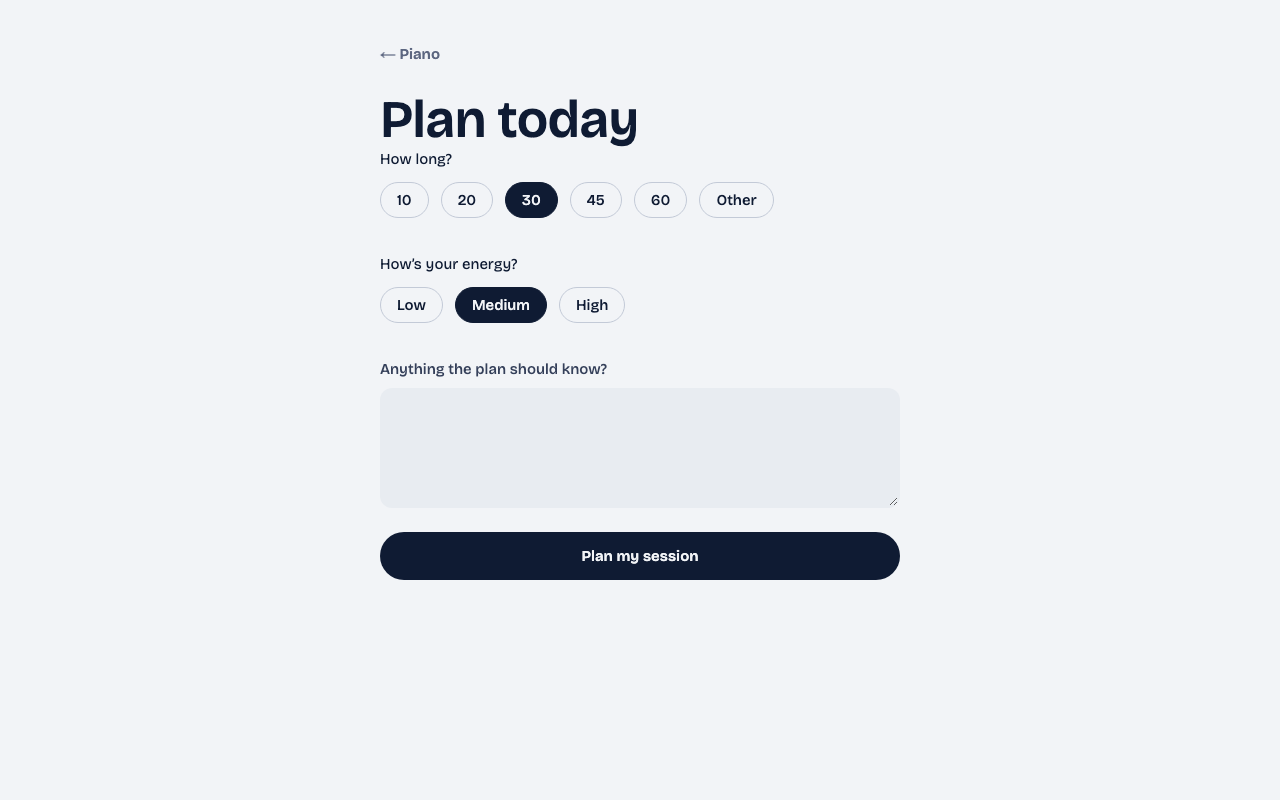 ← Piano
Plan today
How long?
10 20 30 45 60 Other
How's your energy?
Low Medium High
Anything the plan should know?
Plan my session